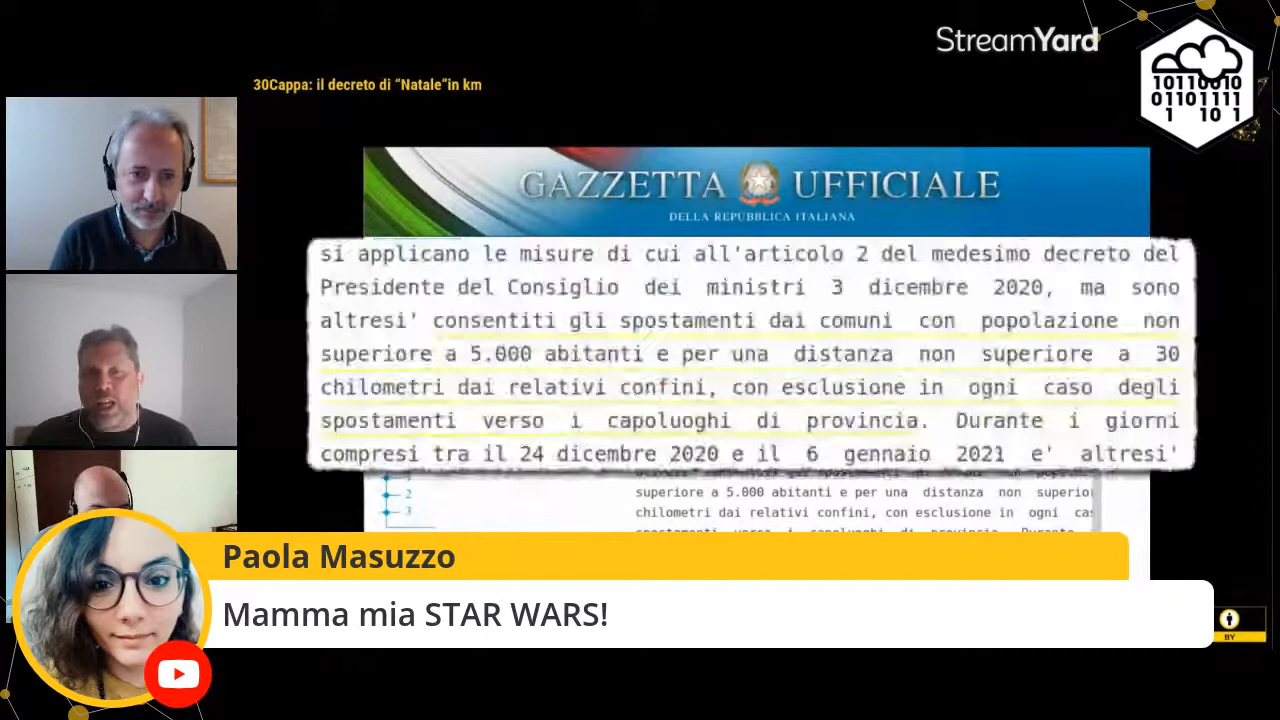 StreamYard
30Cappa: il decreto di “Natale”in km
10110010
01101111
1 10 1
GAZZETTA UFFICIALE
DELLA REPUBBLICA ITALIANA
si applicano le misure di cui all'articolo 2 del medesimo decreto del
Presidente del Consiglio dei ministri 3 dicembre 2020, ma sono
altresi' consentiti gli spostamenti dai comuni con popolazione non
superiore a 5.000 abitanti e per una distanza non superiore a 30
chilometri dai relativi confini, con esclusione in ogni caso degli
spostamenti verso i capoluoghi di provincia. Durante i giorni
compresi tra il 24 dicembre 2020 e il 6 gennaio 2021 e' altresi'
2
3
superiore a 5.000 abitanti e per una distanza non
chilometri dai relativi confini, con esclusione in ogni
Paola Masuzzo
Mamma mia STAR WARS!
BY